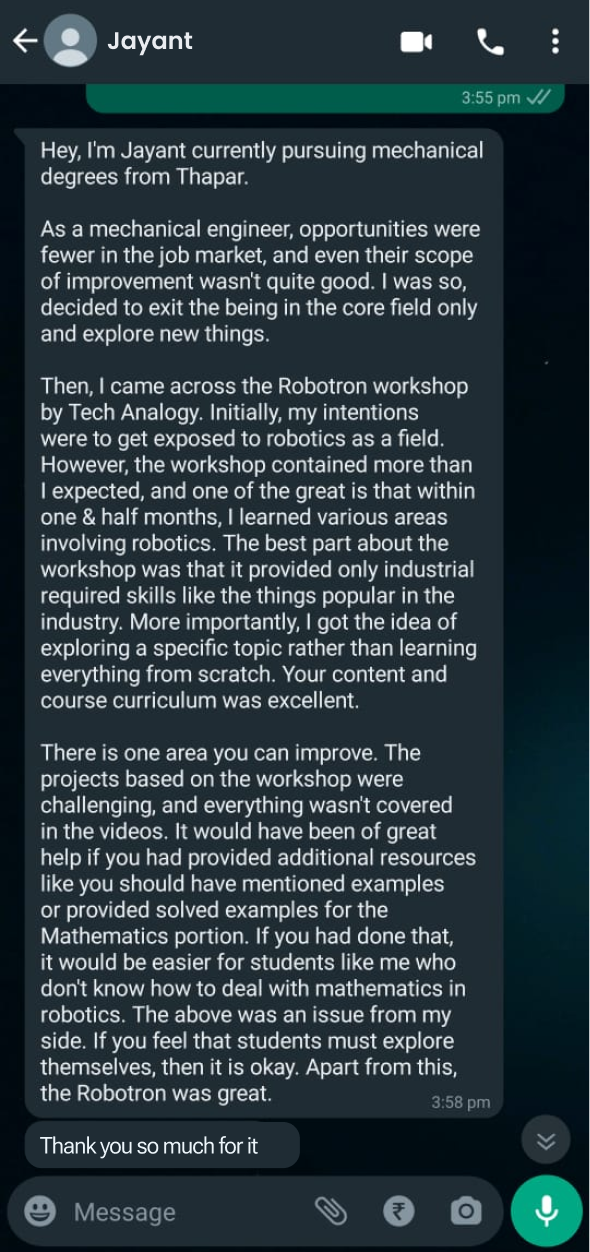 Jayant
3:55 pm
Hey, I'm Jayant currently pursuing mechanical
degrees from Thapar.
As a mechanical engineer, opportunities were
fewer in the job market, and even their scope
of improvement wasn't quite good. I was so,
decided to exit the being in the core field only
and explore new things.
Then, I came across the Robotron workshop
by Tech Analogy. Initially, my intentions
were to get exposed to robotics as a field.
However, the workshop contained more than
I expected, and one of the great is that within
one & half months, I learned various areas
involving robotics. The best part about the
workshop was that it provided only industrial
required skills like the things popular in the
industry. More importantly, I got the idea of
exploring a specific topic rather than learning
everything from scratch. Your content and
course curriculum was excellent.
There is one area you can improve. The
projects based on the workshop were
challenging, and everything wasn't covered
in the videos. It would have been of great
help if you had provided additional resources
like you should have mentioned examples
or provided solved examples for the
Mathematics portion. If you had done that,
it would be easier for students like me who
don't know how to deal with mathematics in
robotics. The above was an issue from my
side. If you feel that students must explore
themselves, then it is okay. Apart from this,
the Robotron was great.
3:58 pm
Thank you so much for it
Message